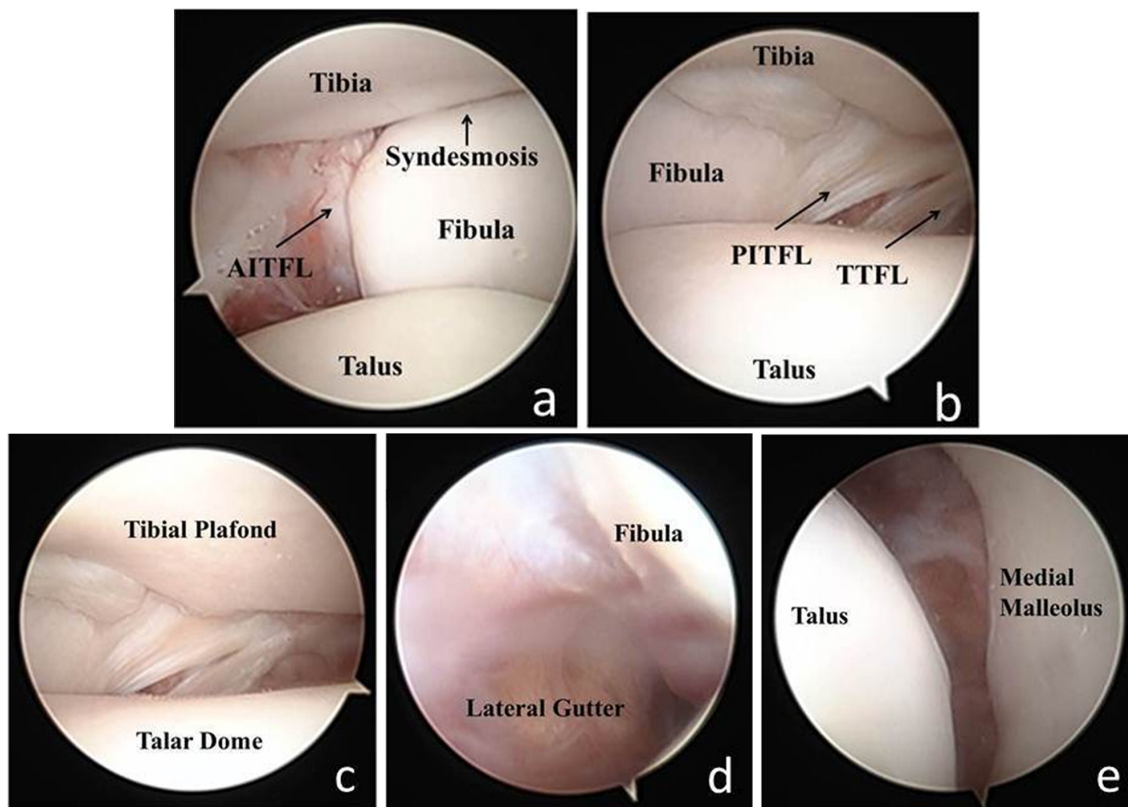 Tibia
Syndesmosis
Fibula
AITFL
Talus
a
Tibia
Fibula
PITFL
TTFL
Talus
b
Tibial Plafond
Talar Dome
c
Fibula
Lateral Gutter
d
Talus
Medial
Malleolus
e